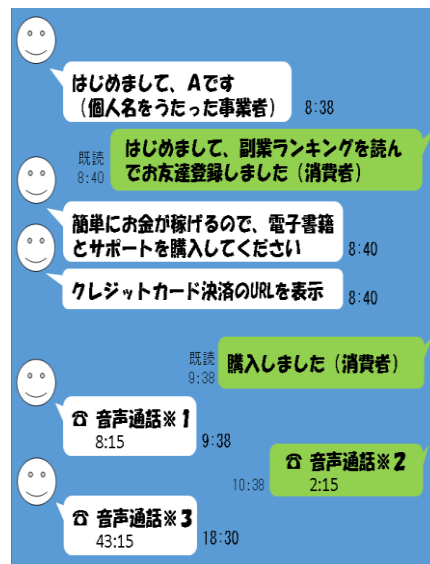 はじめまして、Aです
(個人名をうたった事業者)
8:38
はじめまして、副業ランキングを読ん
でお友達登録しました(消費者)
既読
8:40
簡単にお金が稼げるので、電子書籍
とサポートを購入してください
8:40
クレジットカード決済のURLを表示
8:40
購入しました(消費者)
既読
9:38
☎ 音声通話※1
8:15
9:38
☎ 音声通話※2
2:15
10:38
☎ 音声通話※3
43:15
18:30